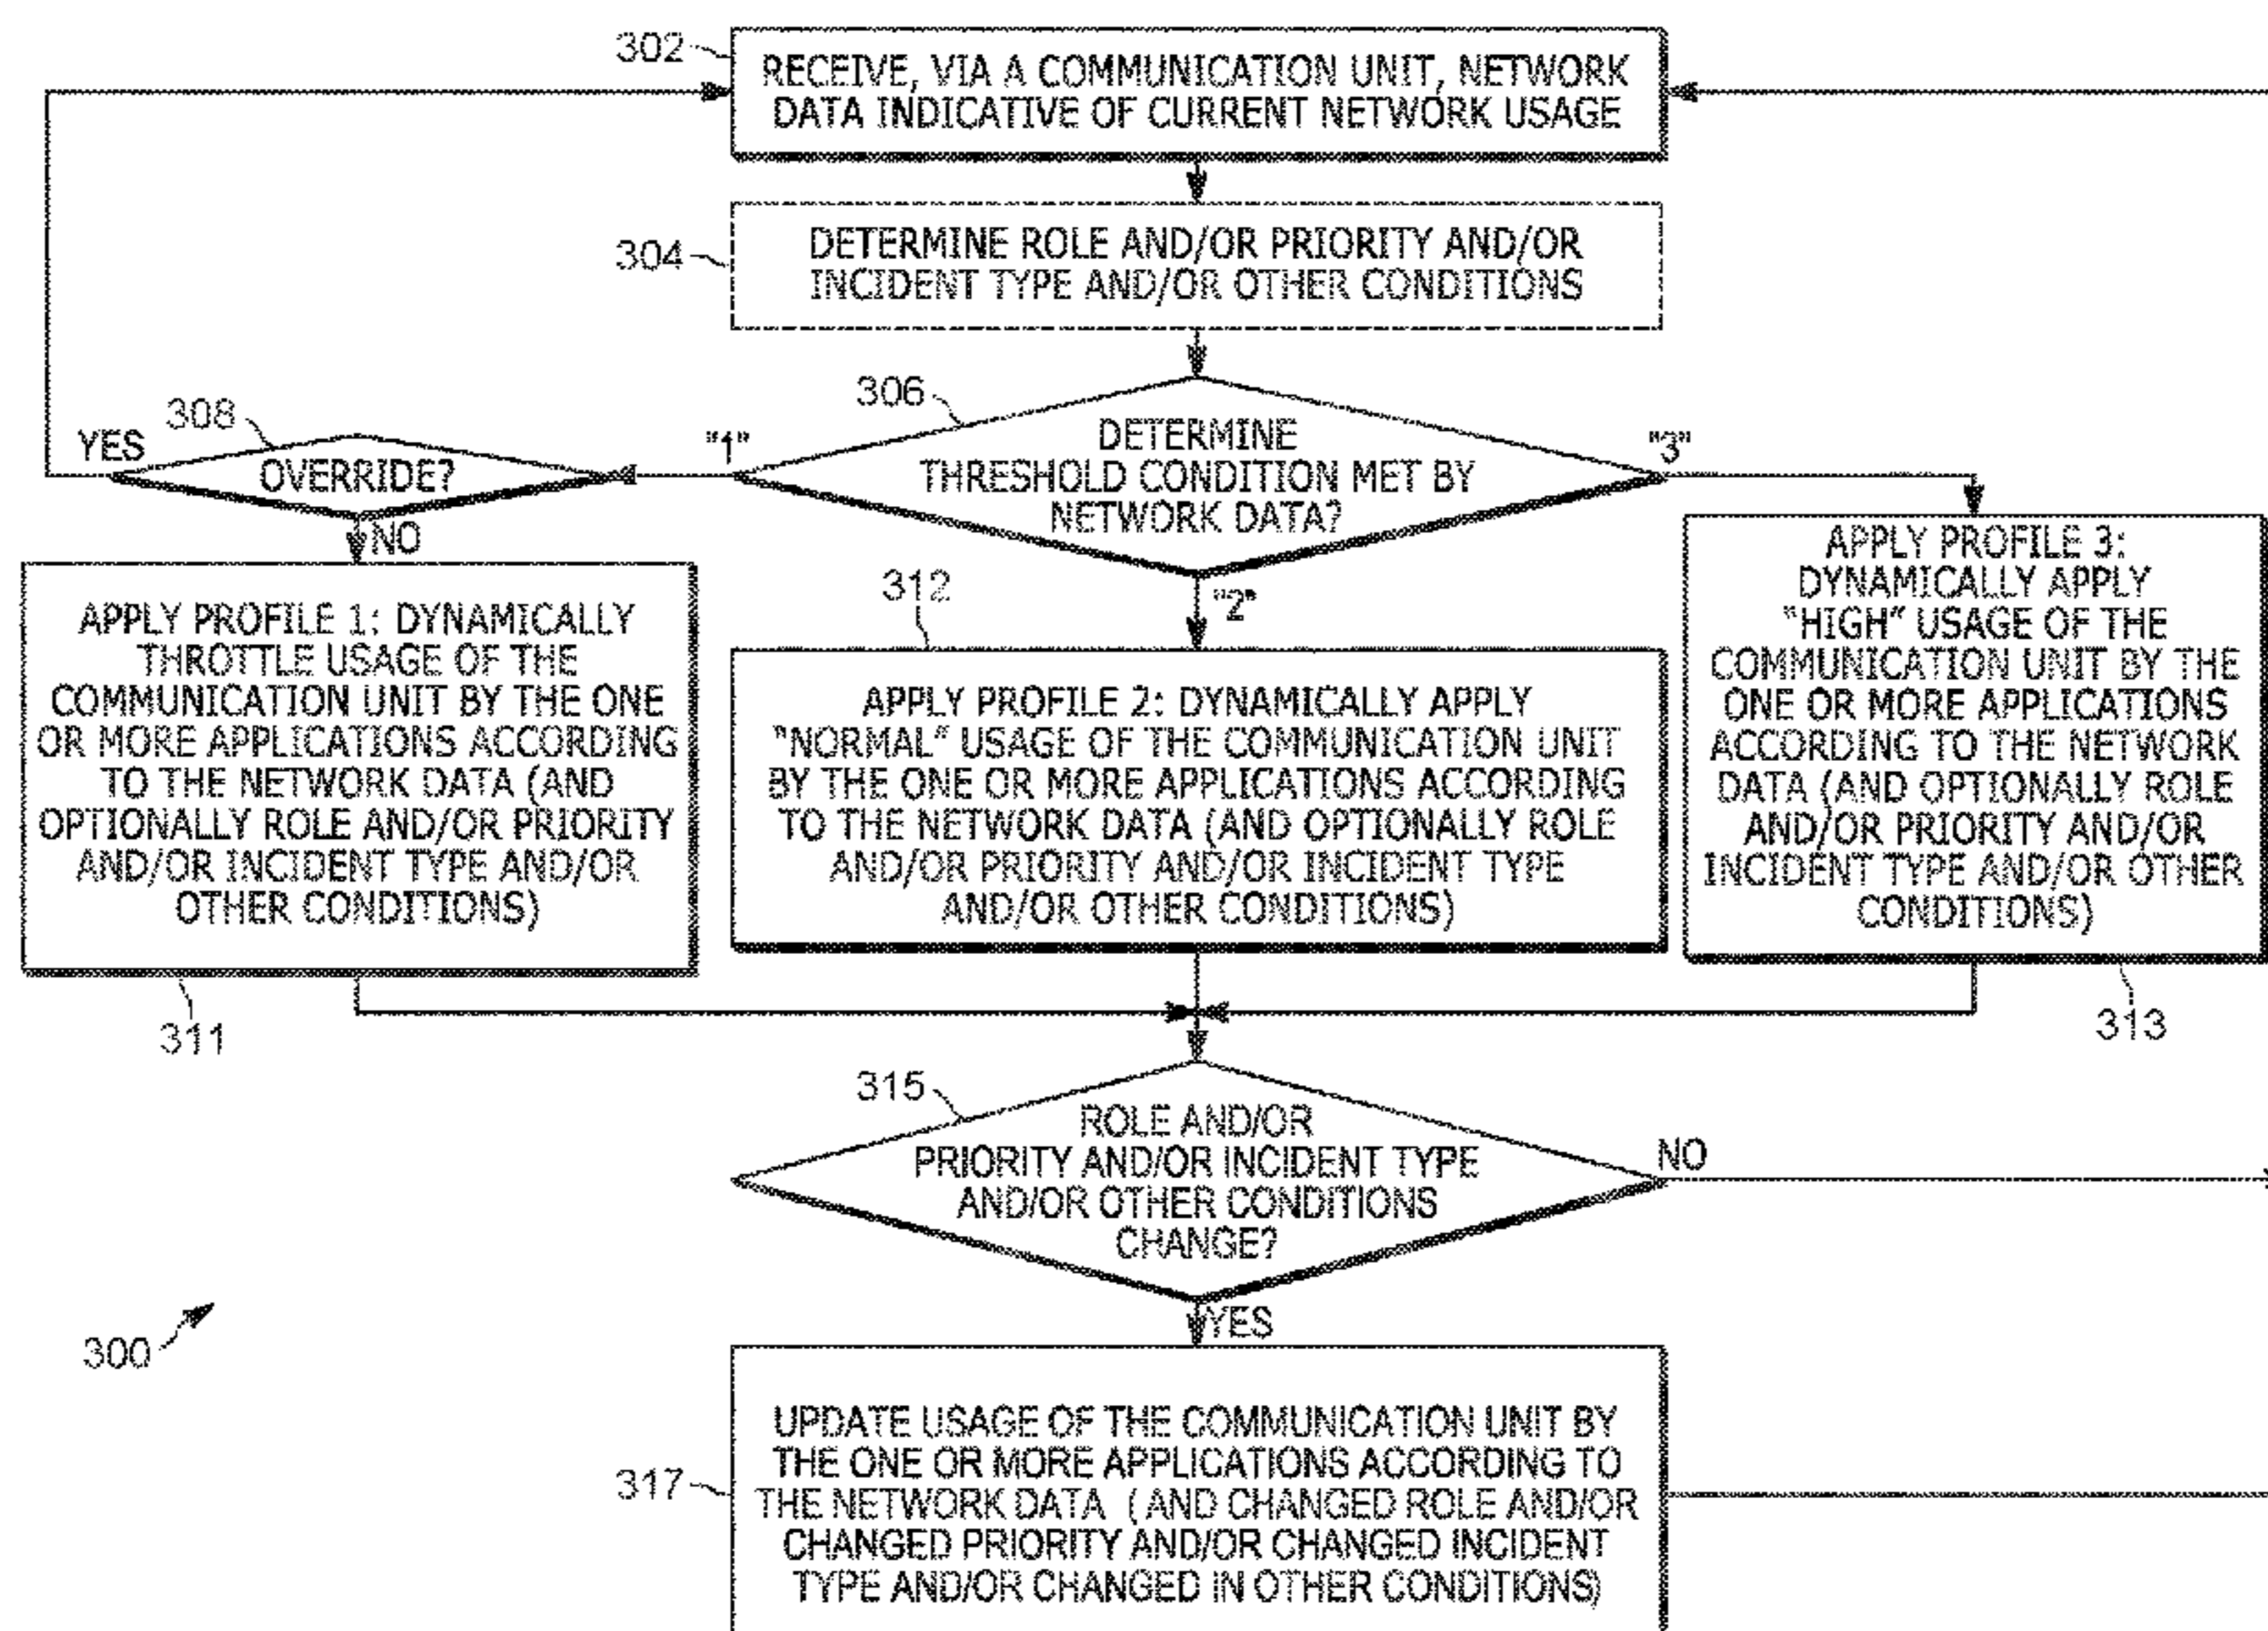 302
RECEIVE, VIA A COMMUNICATION UNIT, NETWORK
DATA INDICATIVE OF CURRENT NETWORK USAGE
304
DETERMINE ROLE AND/OR PRIORITY AND/OR
INCIDENT TYPE AND/OR OTHER CONDITIONS
306
DETERMINE
THRESHOLD CONDITION MET BY
NETWORK DATA?
"1"
"2"
"3"
308
OVERRIDE?
YES
NO
APPLY PROFILE 1: DYNAMICALLY
THROTTLE USAGE OF THE
COMMUNICATION UNIT BY THE ONE
OR MORE APPLICATIONS ACCORDING
TO THE NETWORK DATA (AND
OPTIONALLY ROLE AND/OR PRIORITY
AND/OR INCIDENT TYPE AND/OR
OTHER CONDITIONS)
311
312
APPLY PROFILE 2: DYNAMICALLY APPLY
"NORMAL" USAGE OF THE COMMUNICATION UNIT
BY THE ONE OR MORE APPLICATIONS ACCORDING
TO THE NETWORK DATA (AND OPTIONALLY ROLE
AND/OR PRIORITY AND/OR INCIDENT TYPE
AND/OR OTHER CONDITIONS)
APPLY PROFILE 3:
DYNAMICALLY APPLY
"HIGH" USAGE OF THE
COMMUNICATION UNIT BY THE
ONE OR MORE APPLICATIONS
ACCORDING TO THE NETWORK
DATA (AND OPTIONALLY ROLE
AND/OR PRIORITY AND/OR
INCIDENT TYPE AND/OR OTHER
CONDITIONS)
313
315
ROLE AND/OR
PRIORITY AND/OR INCIDENT TYPE
AND/OR OTHER CONDITIONS
CHANGE?
NO
YES
300
317
UPDATE USAGE OF THE COMMUNICATION UNIT BY
THE ONE OR MORE APPLICATIONS ACCORDING TO
THE NETWORK DATA ( AND CHANGED ROLE AND/OR
CHANGED PRIORITY AND/OR CHANGED INCIDENT
TYPE AND/OR CHANGED IN OTHER CONDITIONS)